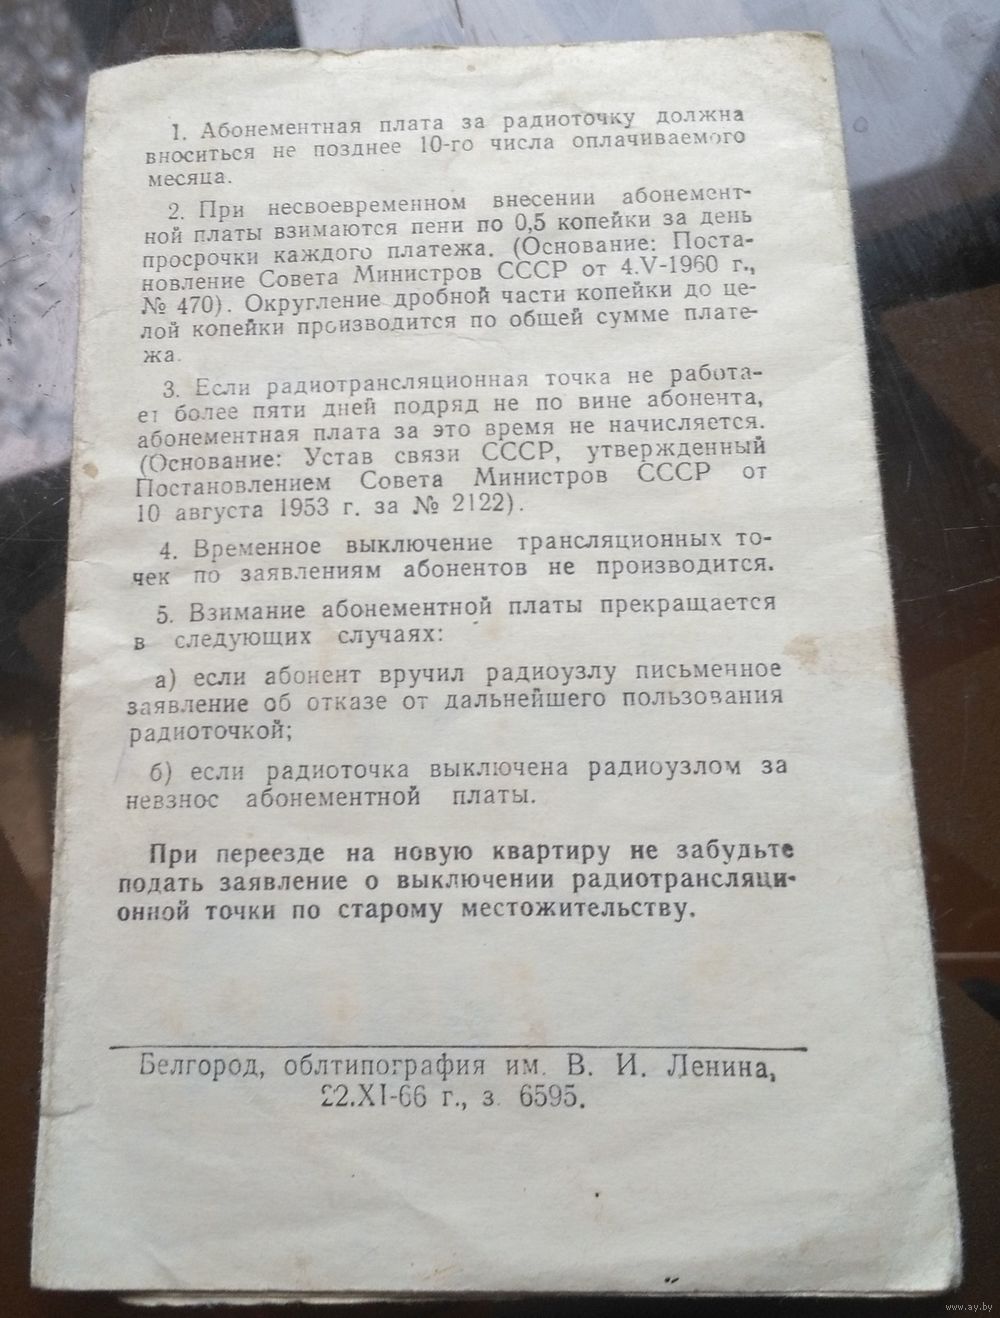 1. Абонементная плата за радиоточку должна
вноситься не позднее 10-го числа оплачиваемого
месяца.
2. При несвоевременном внесении абонемент-
ной платы взимаются пени по 0,5 копейки за день
просрочки каждого платежа. (Основание: Поста-
новление Совета Министров СССР от 4.V-1960 г.,
№ 470). Округление дробной части копейки до це-
лой копейки производится по общей сумме плате-
жа.
3. Если радиотрансляционная точка не работа-
ет более пяти дней подряд не по вине абонента,
абонементная плата за это время не начисляется.
(Основание: Устав связи СССР, утвержденный
Постановлением Совета Министров СССР от
10 августа 1953 г. за № 2122).
4. Временное выключение трансляционных то-
чек по заявлениям абонентов не производится.
5. Взимание абонементной платы прекращается
в следующих случаях:
а) если абонент вручил радиоузлу письменное
заявление об отказе от дальнейшего пользования
радиоточкой;
б) если радиоточка выключена радиоузлом за
невзнос абонементной платы.
При переезде на новую квартиру не забудьте
подать заявление о выключении радиотрансляци-
онной точки по старому местожительству.
Белгород, облтипография им. В. И. Ленина,
22.XI-66 г., з. 6595.
www.ay.by